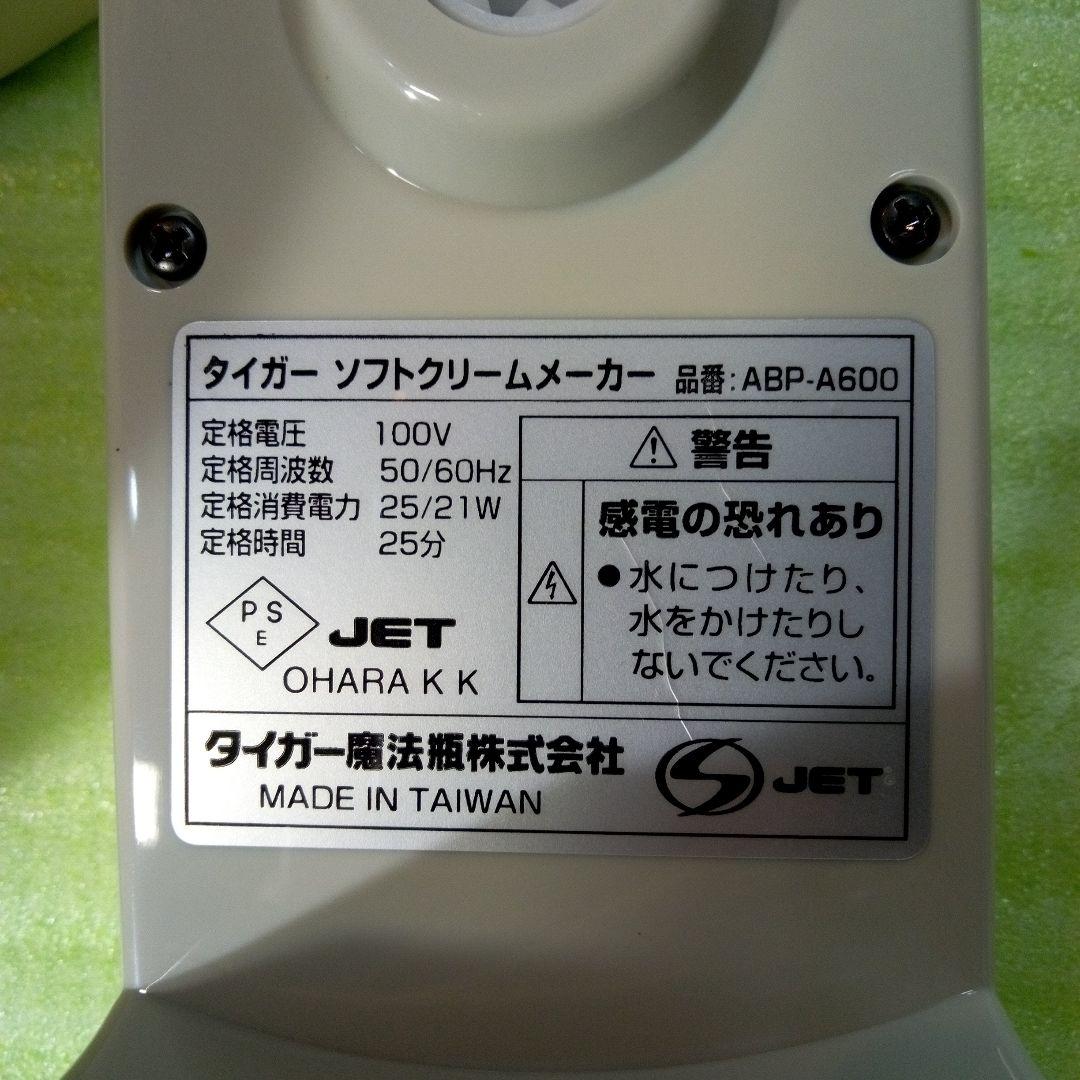 タイガー ソフトクリームメーカー 品番:ABP-A600
定格電圧 100V
定格周波数 50/60Hz
定格消費電力 25/21W
定格時間 25分
PS
E
JET
OHARA K K
警告
感電の恐れあり
●水につけたり、
水をかけたりし
ないでください。
タイガー魔法瓶株式会社
MADE IN TAIWAN
S JET